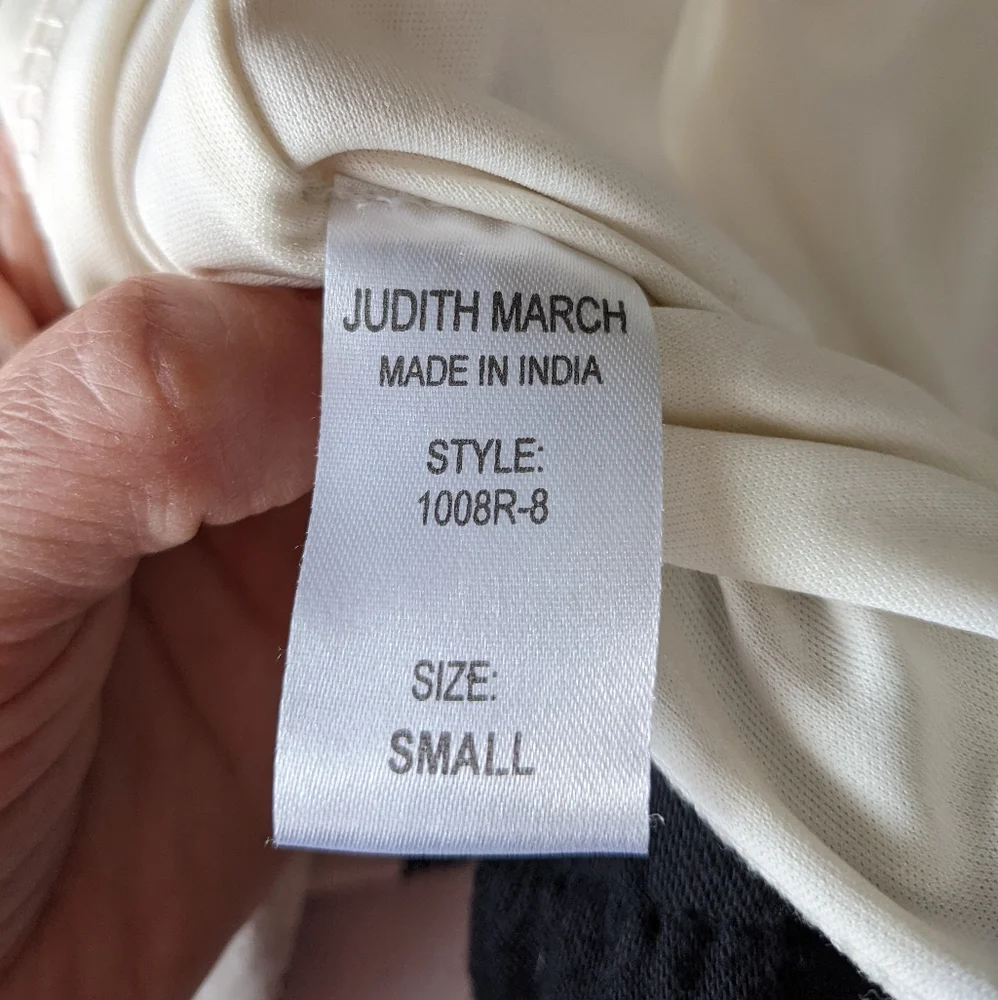 JUDITH MARCH
MADE IN INDIA
STYLE:
1008R-8
SIZE:
SMALL